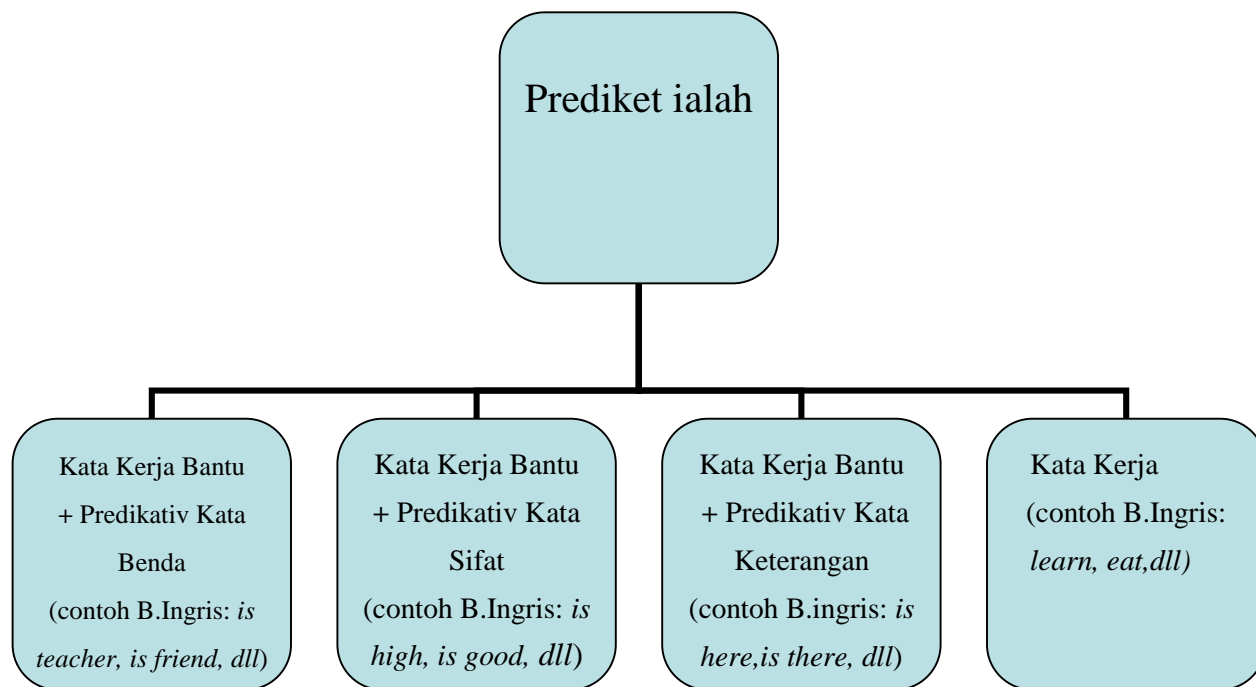 Prediket ialah
Kata Kerja Bantu
+ Predikativ Kata
Benda
(contoh B.Ingris: is
teacher, is friend, dll)
Kata Kerja Bantu
+ Predikativ Kata
Sifat
(contoh B.Ingris: is
high, is good, dll)
Kata Kerja Bantu
+ Predikativ Kata
Keterangan
(contoh B.ingris: is
here,is there, dll)
Kata Kerja
(contoh B.Ingris:
learn, eat,dll)